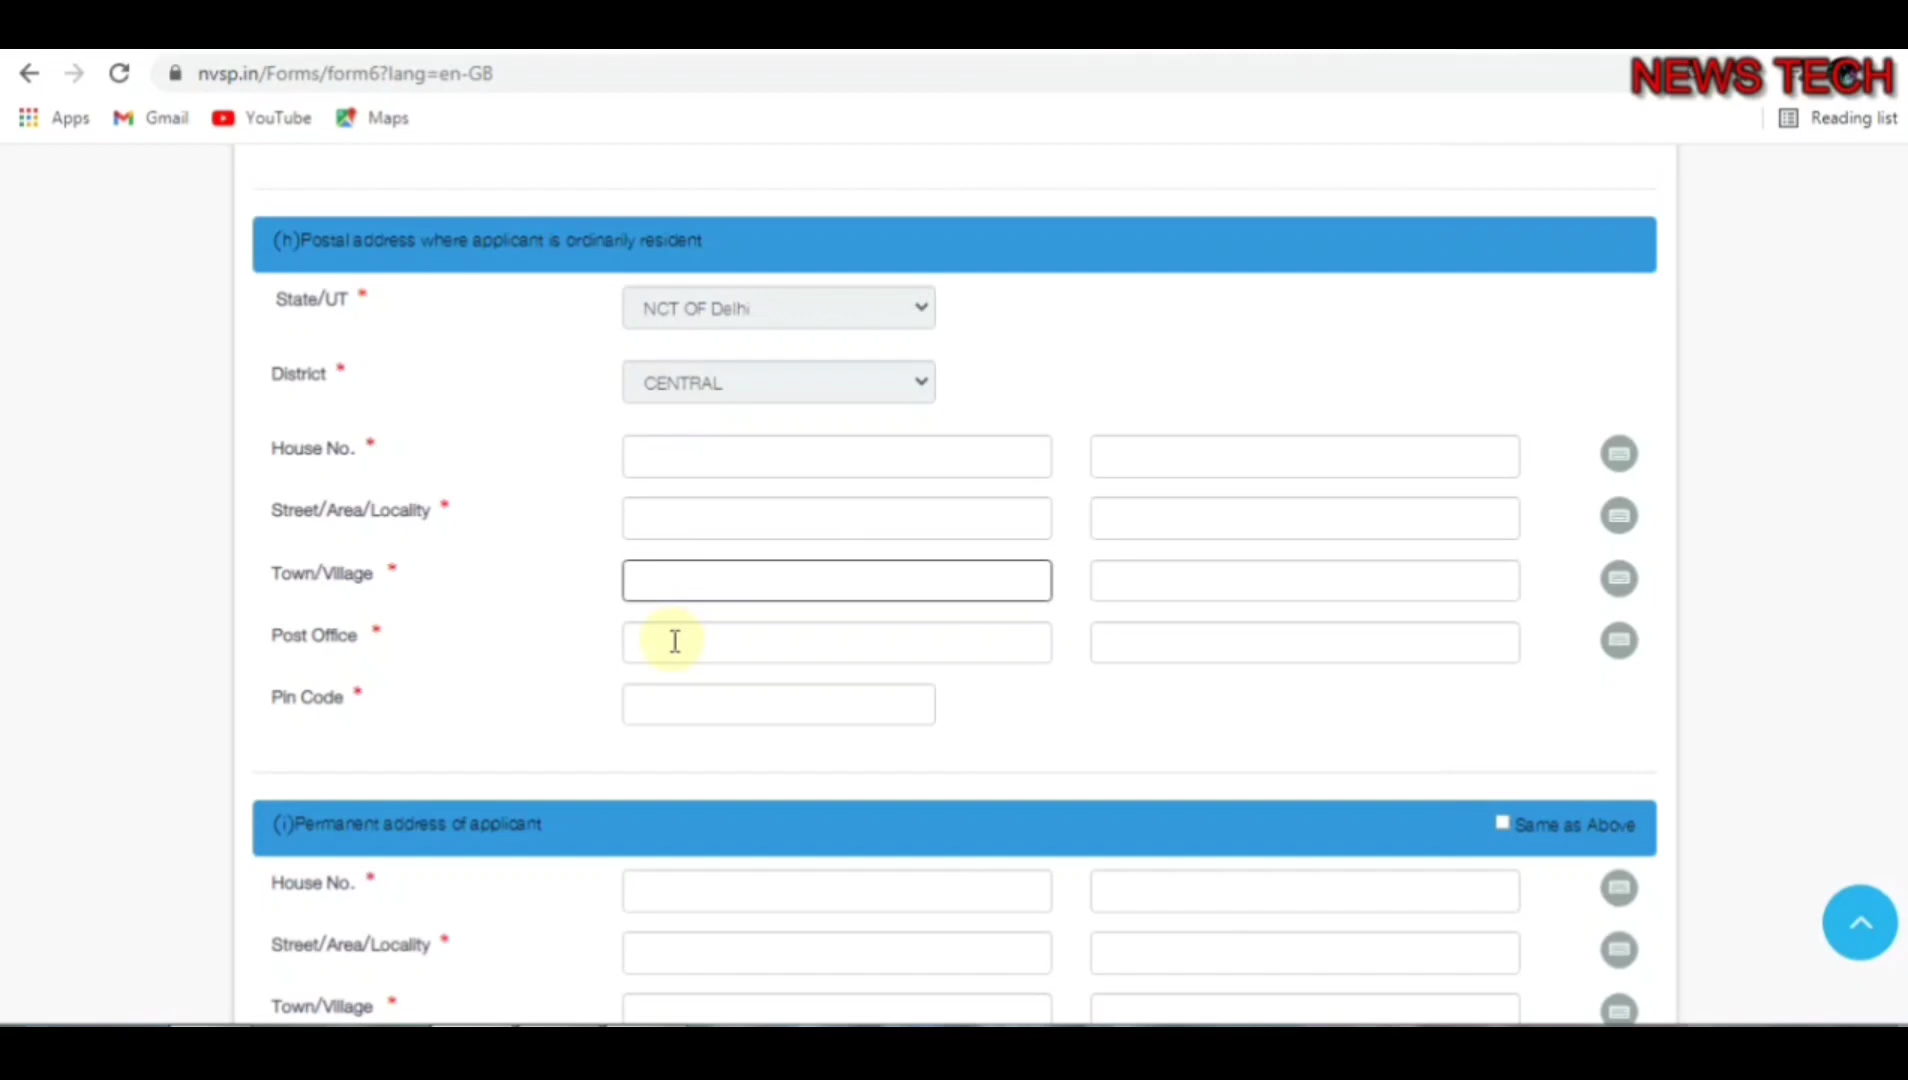 nvsp.in/Forms/form6?lang=en-GB
NEWS TECH
Apps Gmail YouTube Maps Reading list
(h)Postal address where applicant is ordinarily resident
State/UT * NCT OF Delhi
District * CENTRAL
House No. *
Street/Area/Locality *
Town/Village *
Post Office *
Pin Code *
(i)Permanent address of applicant Same as Above
House No. *
Street/Area/Locality *
Town/Village *